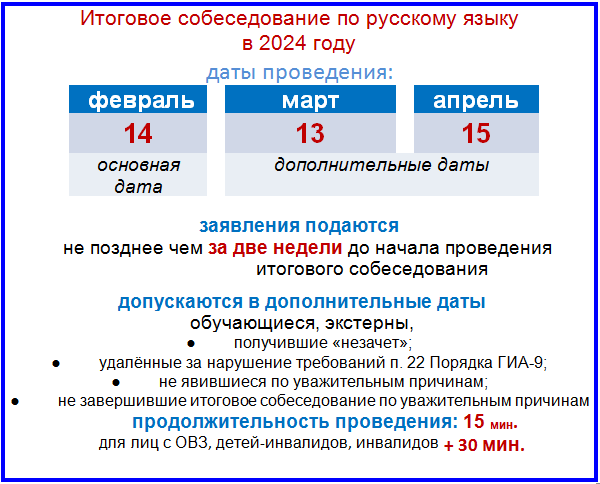 Итоговое собеседование по русскому языку
в 2024 году
даты проведения:
февраль март апрель
14 13 15
основная дополнительные даты
дата
заявления подаются
не позднее чем за две недели до начала проведения
итогового собеседования
допускаются в дополнительные даты
обучающиеся, экстерны,
● получившие «незачет»;
● удалённые за нарушение требований п. 22 Порядка ГИА-9;
● не явившиеся по уважительным причинам;
● не завершившие итоговое собеседование по уважительным причинам
продолжительность проведения: 15 мин.
для лиц с ОВЗ, детей-инвалидов, инвалидов + 30 мин.